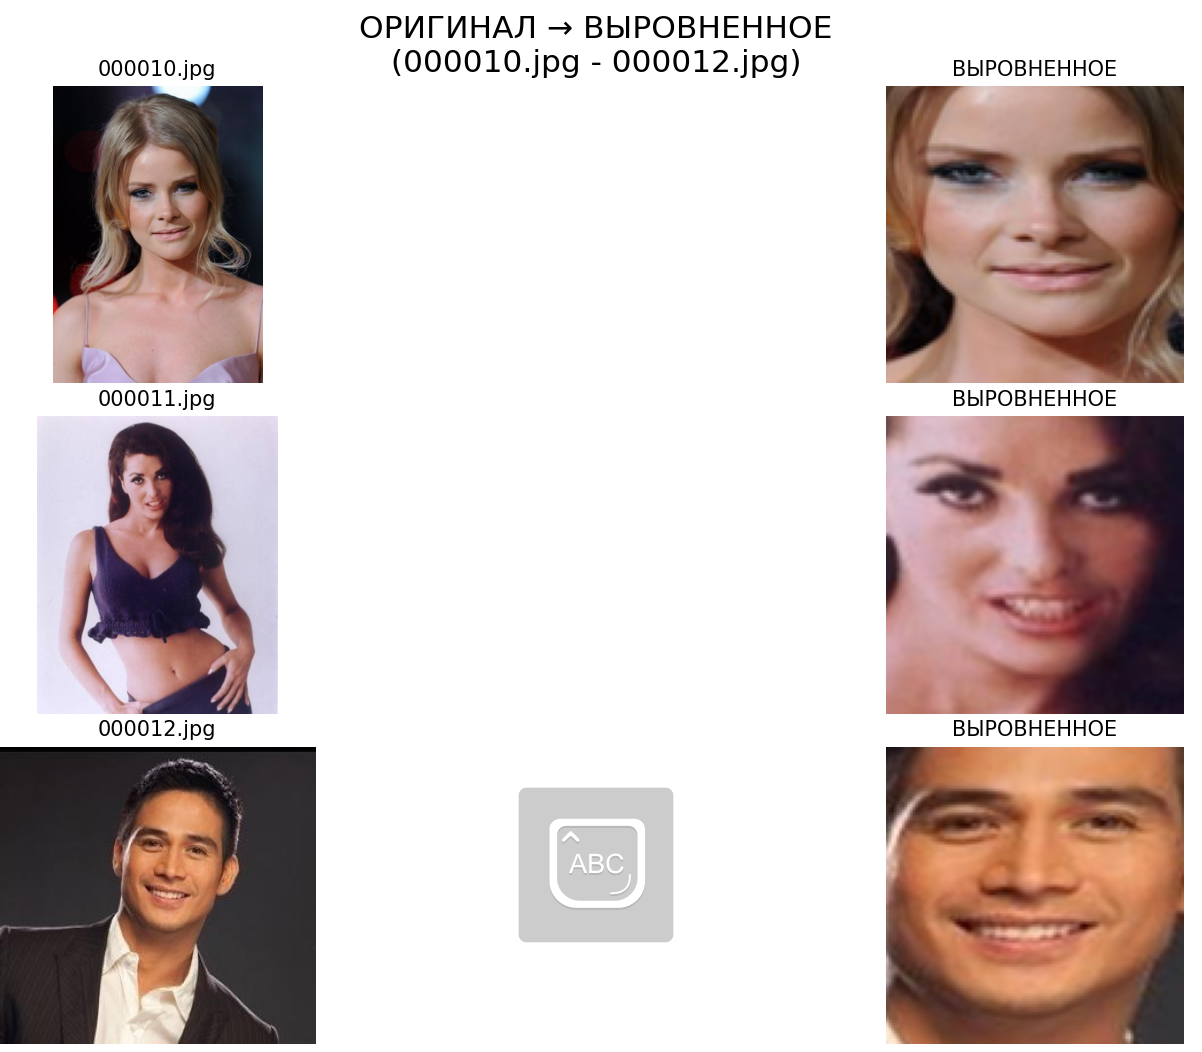 ОРИГИНАЛ → ВЫРОВНЕННОЕ
(000010.jpg - 000012.jpg)
000010.jpg
ВЫРОВНЕННОЕ
000011.jpg
ВЫРОВНЕННОЕ
000012.jpg
ВЫРОВНЕННОЕ
ABC